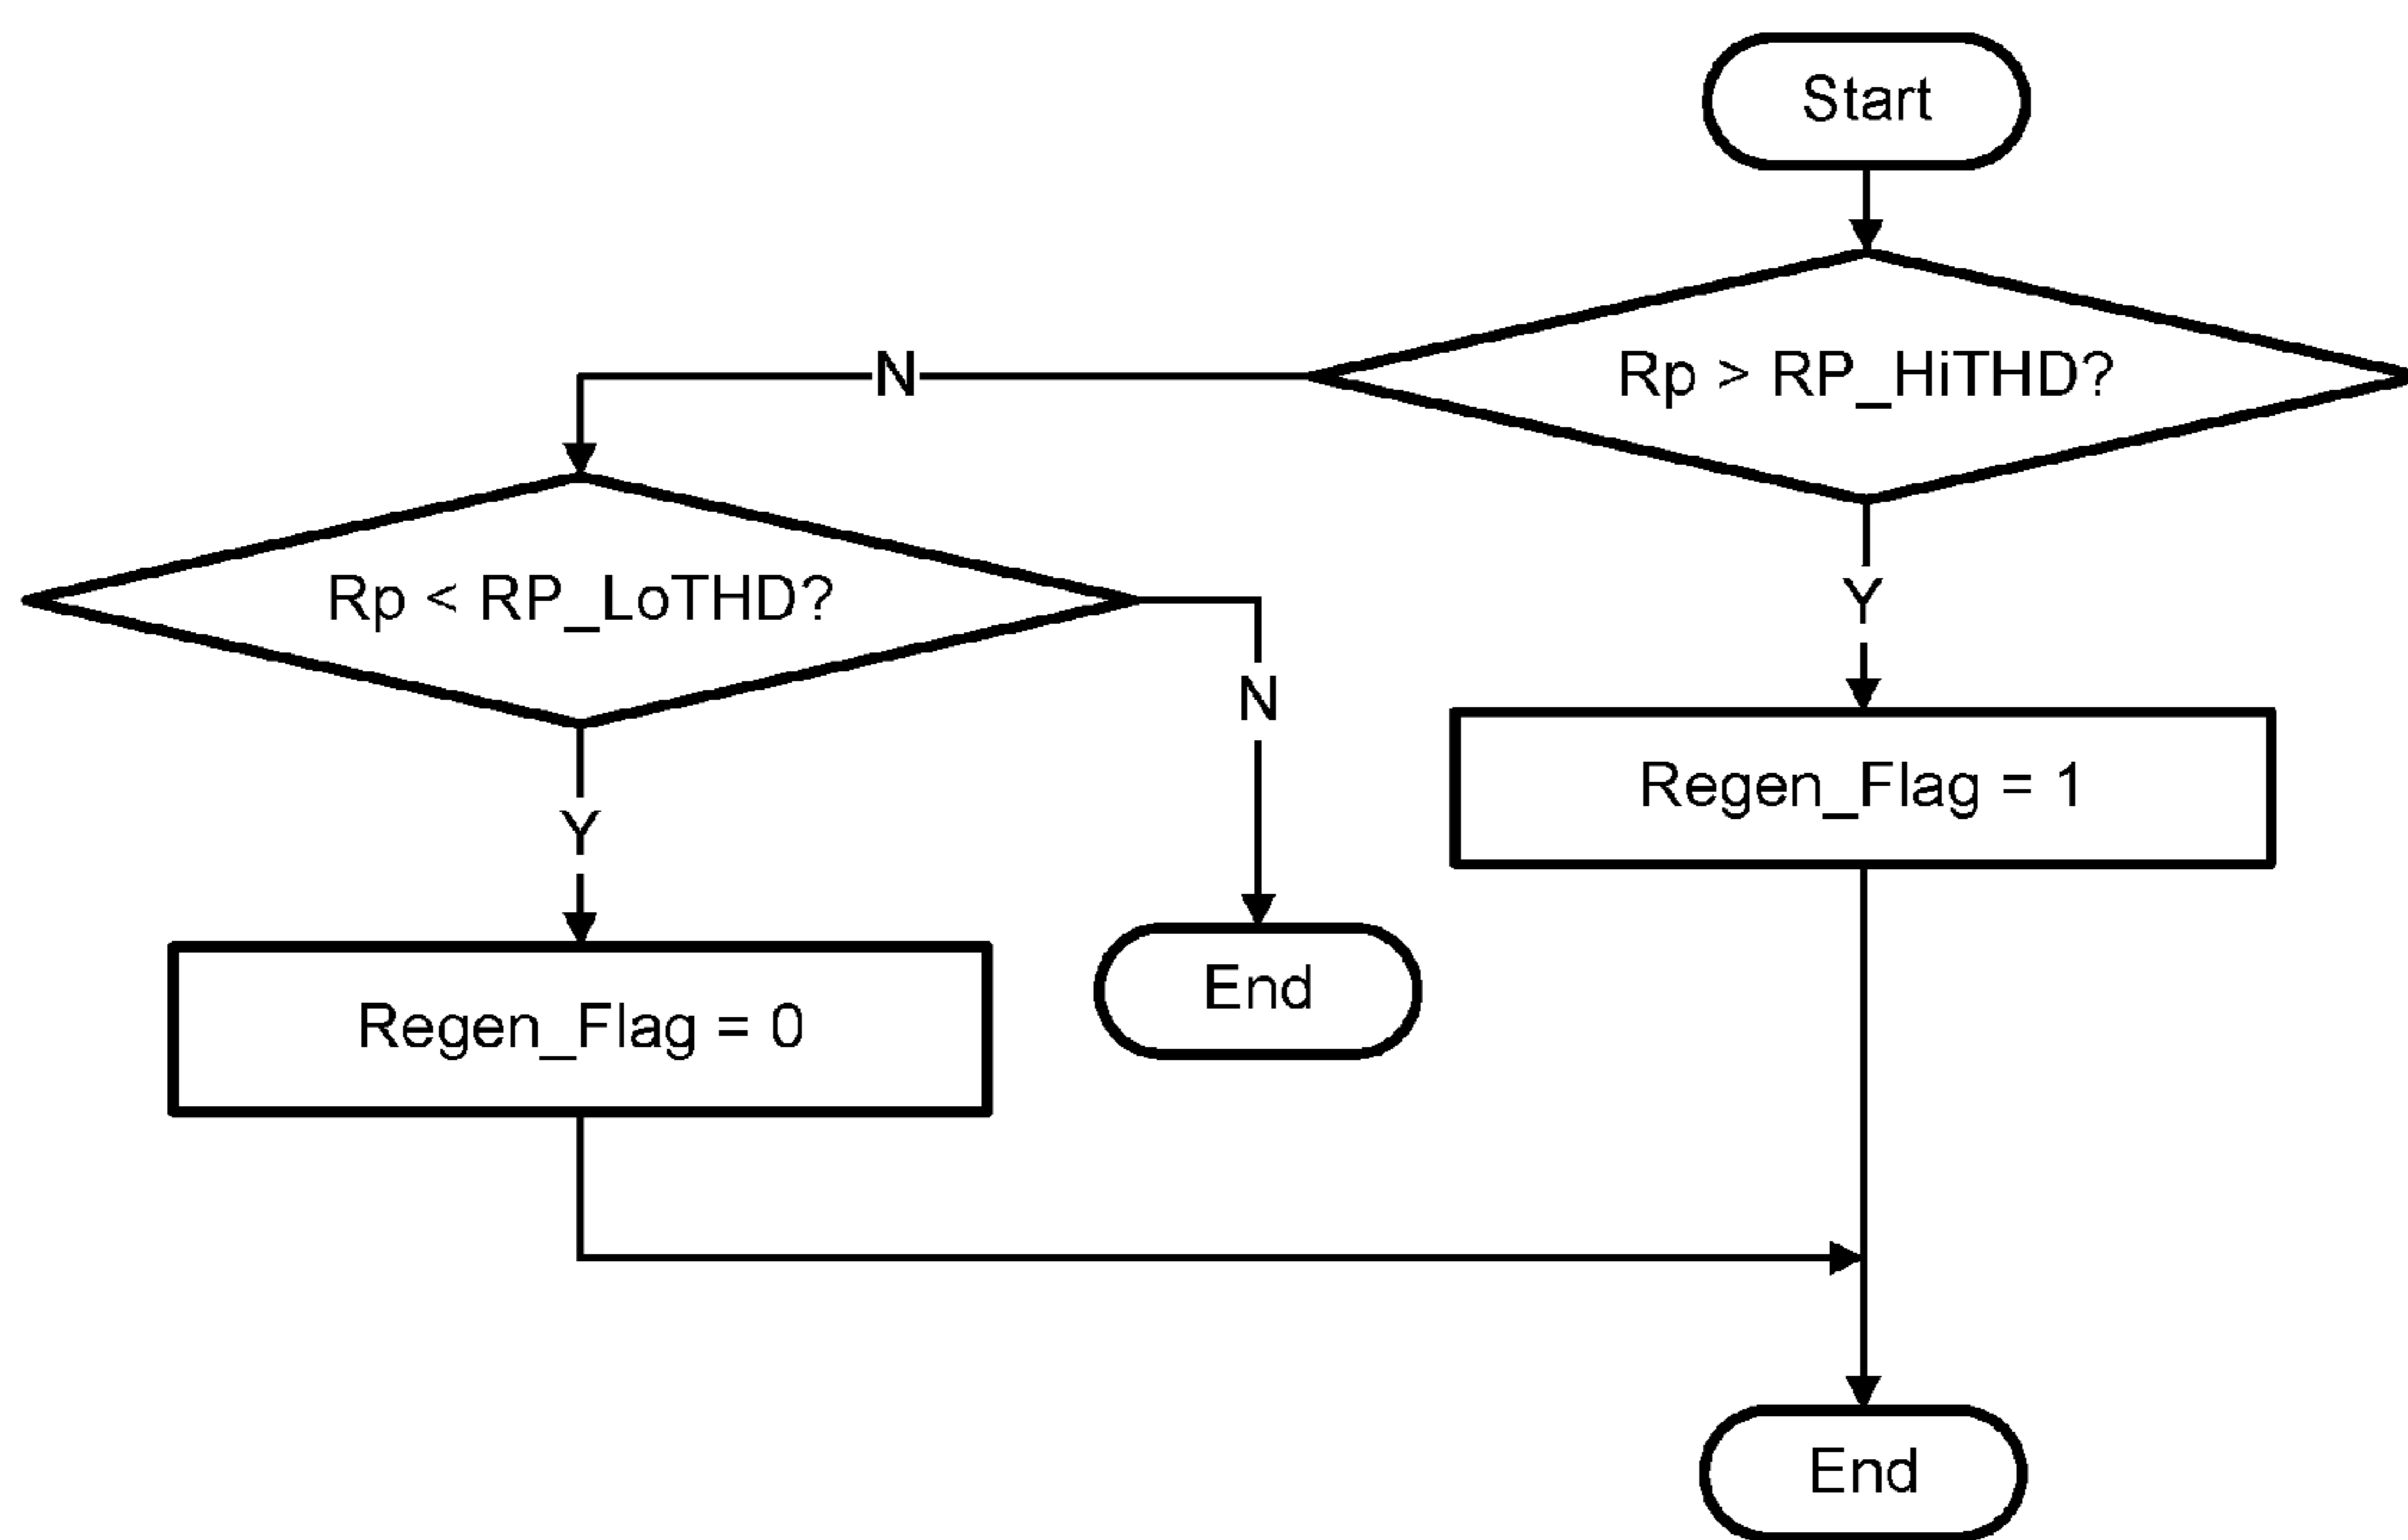 Start
Rp > RP_HiTHD?
N
Rp < RP_LoTHD?
Y
N
Regen_Flag = 1
Y
End
Regen_Flag = 0
End